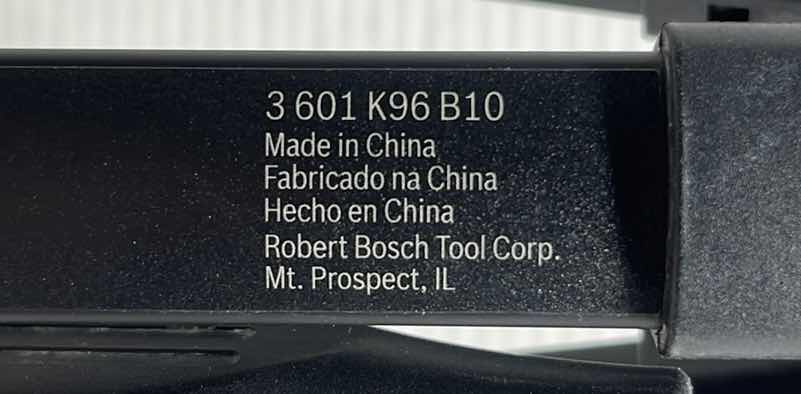 3 601 K96 B10
Made in China
Fabricado na China
Hecho en China
Robert Bosch Tool Corp.
Mt. Prospect, IL